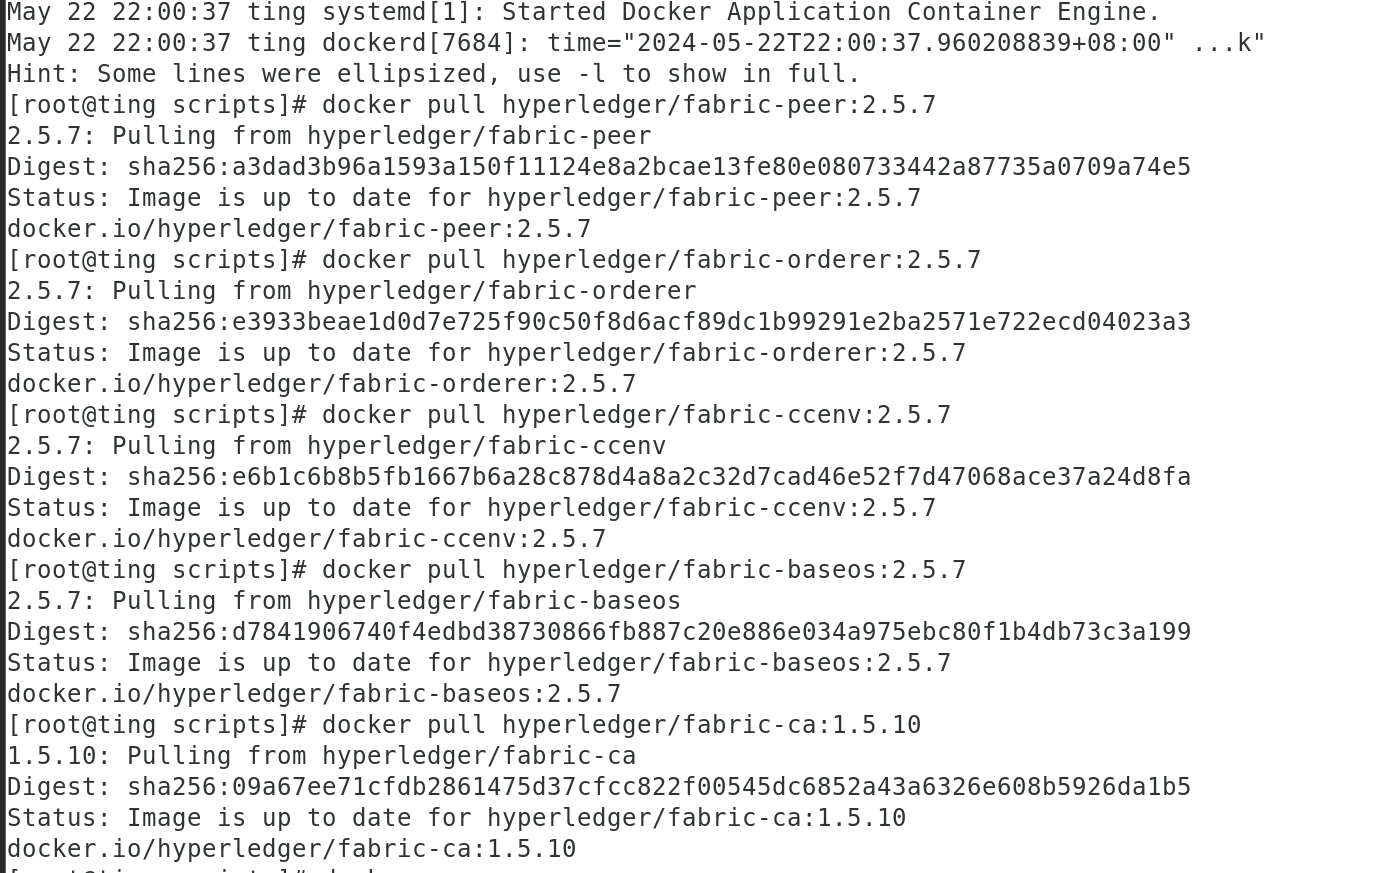 May 22 22:00:37 ting systemd[1]: Started Docker Application Container Engine.
May 22 22:00:37 ting dockerd[7684]: time="2024-05-22T22:00:37.960208839+08:00" ...k"
Hint: Some lines were ellipsized, use -l to show in full.
[root@ting scripts]# docker pull hyperledger/fabric-peer:2.5.7
2.5.7: Pulling from hyperledger/fabric-peer
Digest: sha256:a3dad3b96a1593a150f11124e8a2bcae13fe80e080733442a87735a0709a74e5
Status: Image is up to date for hyperledger/fabric-peer:2.5.7
docker.io/hyperledger/fabric-peer:2.5.7
[root@ting scripts]# docker pull hyperledger/fabric-orderer:2.5.7
2.5.7: Pulling from hyperledger/fabric-orderer
Digest: sha256:e3933beae1d0d7e725f90c50f8d6acf89dc1b99291e2ba2571e722ecd04023a3
Status: Image is up to date for hyperledger/fabric-orderer:2.5.7
docker.io/hyperledger/fabric-orderer:2.5.7
[root@ting scripts]# docker pull hyperledger/fabric-ccenv:2.5.7
2.5.7: Pulling from hyperledger/fabric-ccenv
Digest: sha256:e6b1c6b8b5fb1667b6a28c878d4a8a2c32d7cad46e52f7d47068ace37a24d8fa
Status: Image is up to date for hyperledger/fabric-ccenv:2.5.7
docker.io/hyperledger/fabric-ccenv:2.5.7
[root@ting scripts]# docker pull hyperledger/fabric-baseos:2.5.7
2.5.7: Pulling from hyperledger/fabric-baseos
Digest: sha256:d7841906740f4edbd38730866fb887c20e886e034a975ebc80f1b4db73c3a199
Status: Image is up to date for hyperledger/fabric-baseos:2.5.7
docker.io/hyperledger/fabric-baseos:2.5.7
[root@ting scripts]# docker pull hyperledger/fabric-ca:1.5.10
1.5.10: Pulling from hyperledger/fabric-ca
Digest: sha256:09a67ee71cfdb2861475d37cfcc822f00545dc6852a43a6326e608b5926da1b5
Status: Image is up to date for hyperledger/fabric-ca:1.5.10
docker.io/hyperledger/fabric-ca:1.5.10